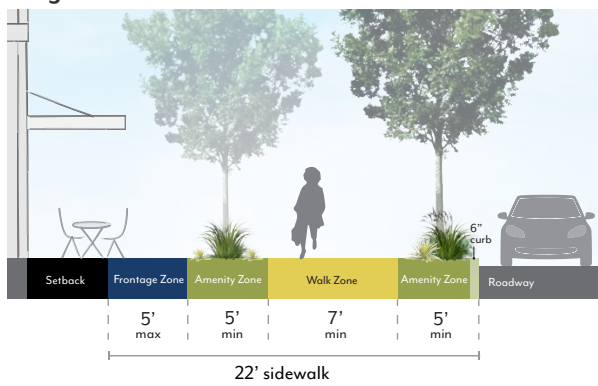 6”
curb
Setback
Frontage Zone
Amenity Zone
Walk Zone
Amenity Zone
Roadway
5’
max
5’
min
7’
min
5’
min
22’ sidewalk